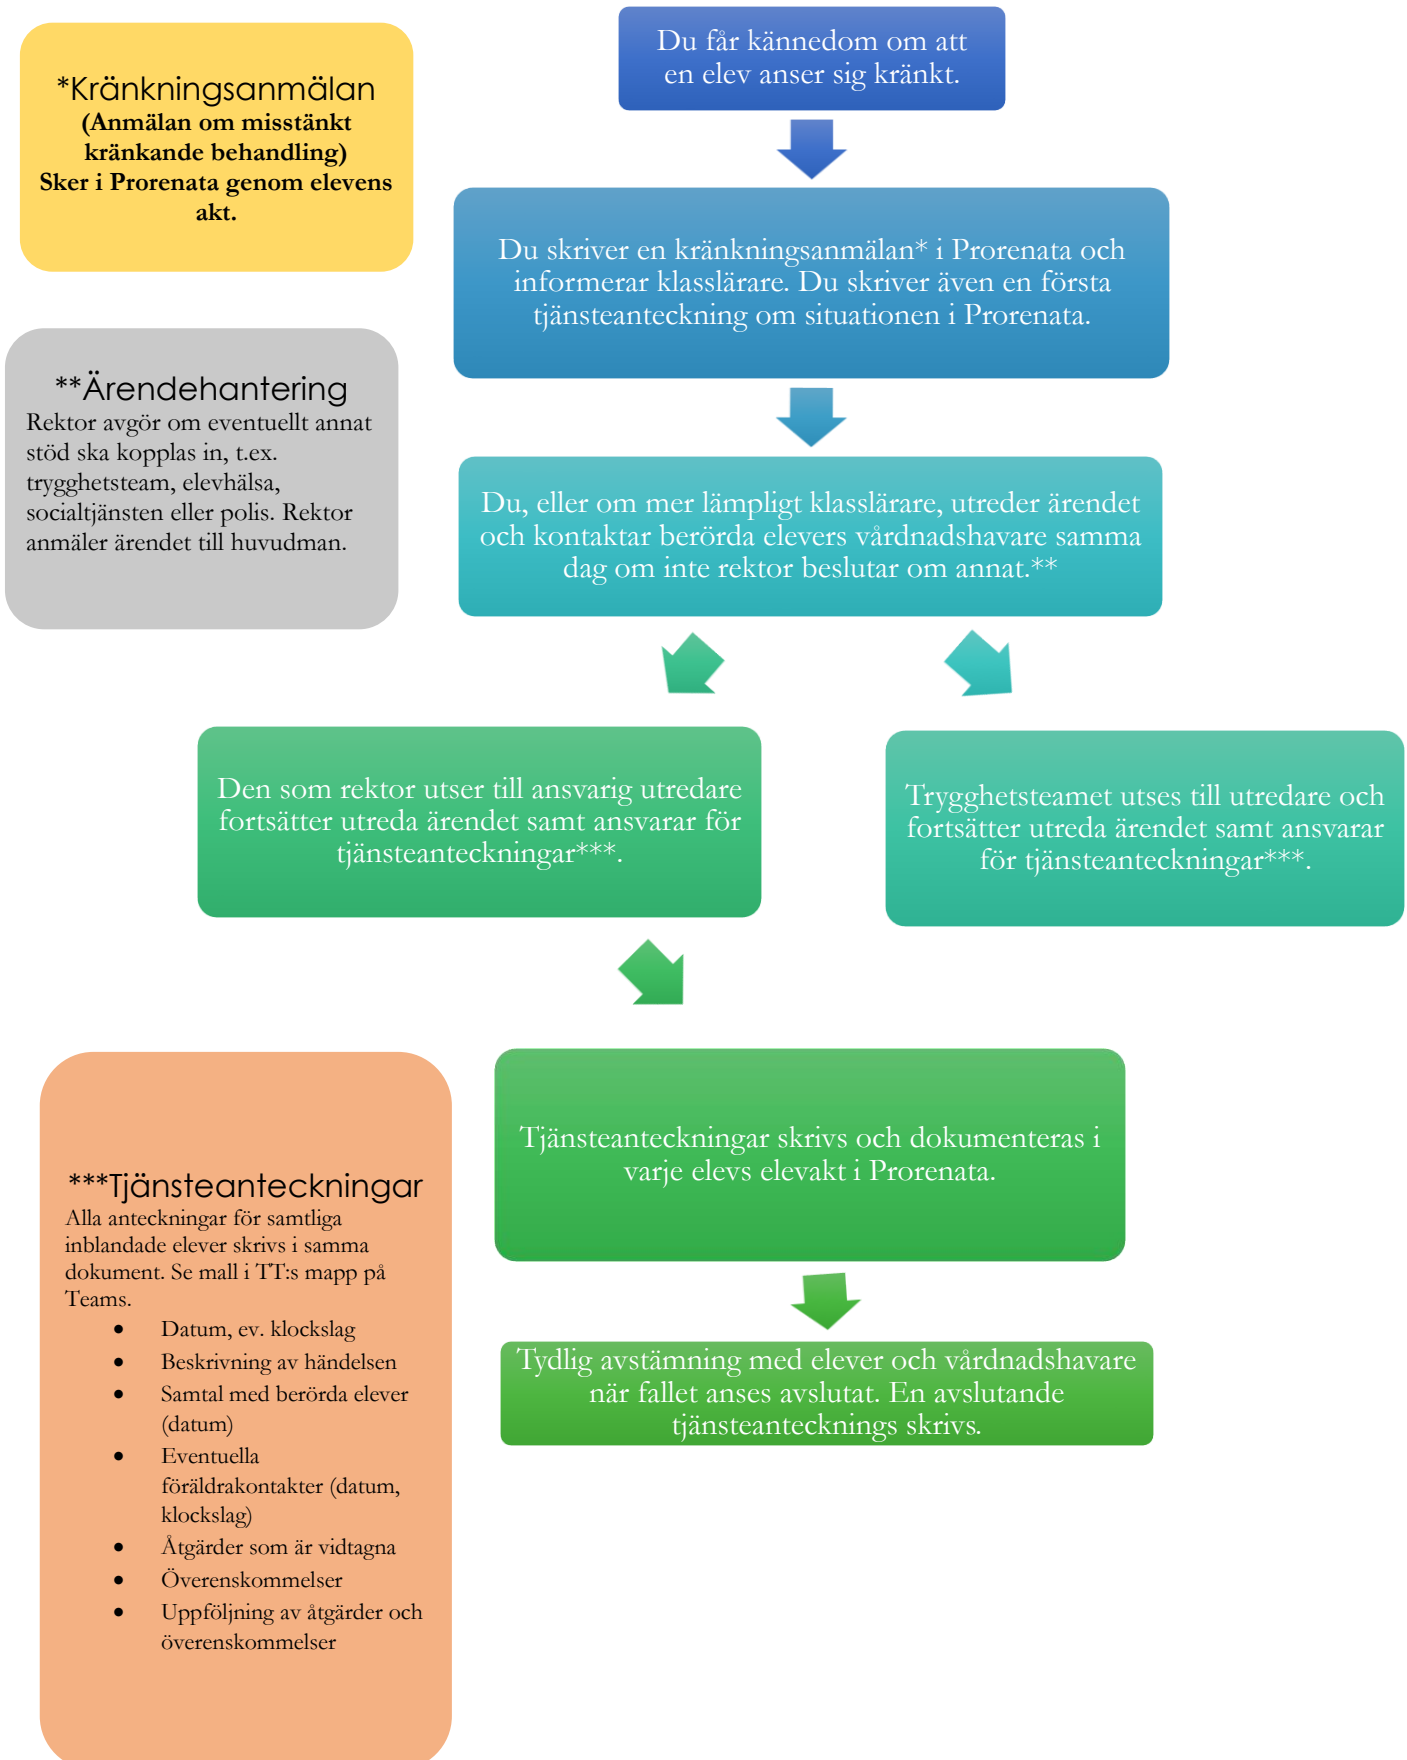 Du får kännedom om att
en elev anser sig kränkt.
*Kränkningsanmälan
(Anmälan om misstänkt
kränkande behandling)
Sker i Prorenata genom elevens
akt.
Du skriver en kränkningsanmälan* i Prorenata och
informerar klasslärare. Du skriver även en första
tjänsteanteckning om situationen i Prorenata.
**Ärendehantering
Rektor avgör om eventuellt annat
stöd ska kopplas in, t.ex.
trygghetsteam, elevhälsa,
socialtjänsten eller polis. Rektor
anmäler ärendet till huvudman.
Du, eller om mer lämpligt klasslärare, utreder ärendet
och kontaktar berörda elevers vårdnadshavare samma
dag om inte rektor beslutar om annat.**
Den som rektor utser till ansvarig utredare
fortsätter utreda ärendet samt ansvarar för
tjänsteanteckningar***.
Trygghetsteamet utses till utredare och
fortsätter utreda ärendet samt ansvarar
för tjänsteanteckningar***.
Tjänsteanteckningar skrivs och dokumenteras i
varje elevs elevakt i Prorenata.
***Tjänsteanteckningar
Alla anteckningar för samtliga
inblandade elever skrivs i samma
dokument. Se mall i TT:s mapp på
Teams.
• Datum, ev. klockslag
• Beskrivning av händelsen
• Samtal med berörda elever
(datum)
• Eventuella
föräldrakontakter (datum,
klockslag)
• Åtgärder som är vidtagna
• Överenskommelser
• Uppföljning av åtgärder och
överenskommelser
Tydlig avstämning med elever och vårdnadshavare
när fallet anses avslutat. En avslutande
tjänsteantecknings skrivs.